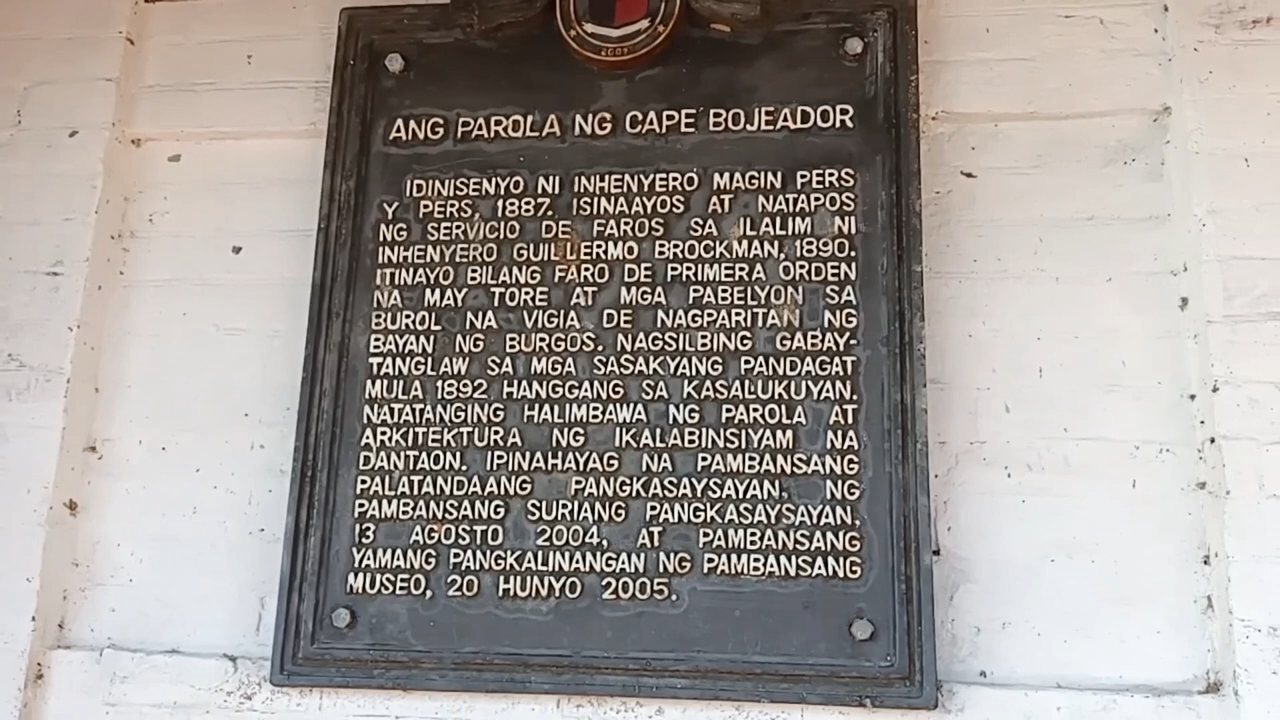 2009
ANG PAROLA NG CAPE BOJEADOR
IDINISENYO NI INHENYERO MAGIN PERS
Y PERS, 1887. ISINAAYOS AT NATAPOS
NG SERVICIO DE FAROS SA ILALIM NI
INHENYERO GUILLERMO BROCKMAN, 1890.
ITINAYO BILANG FARO DE PRIMERA ORDEN
NA MAY TORE AT MGA PABELYON SA
BUROL NA VIGIA DE NAGPARITAN NG
BAYAN NG BURGOS. NAGSILBING GABAY-
TANGLAW SA MGA SASAKYANG PANDAGAT
MULA 1892 HANGGANG SA KASALUKUYAN.
NATATANGING HALIMBAWA NG PAROLA AT
ARKITEKTURA NG IKALABINSIYAM NA
DANTAON. IPINAHAYAG NA PAMBANSANG
PALATANDAANG PANGKASAYSAYAN, NG
PAMBANSANG SURIANG PANGKASAYSAYAN,
13 AGOSTO 2004, AT PAMBANSANG
YAMANG PANGKALINANGAN NG PAMBANSANG
MUSEO, 20 HUNYO 2005.